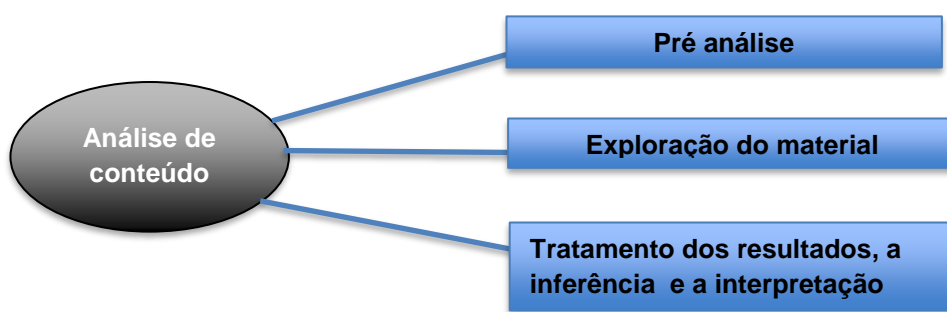 Pré análise
Análise de
conteúdo
Exploração do material
Tratamento dos resultados, a
inferência e a interpretação